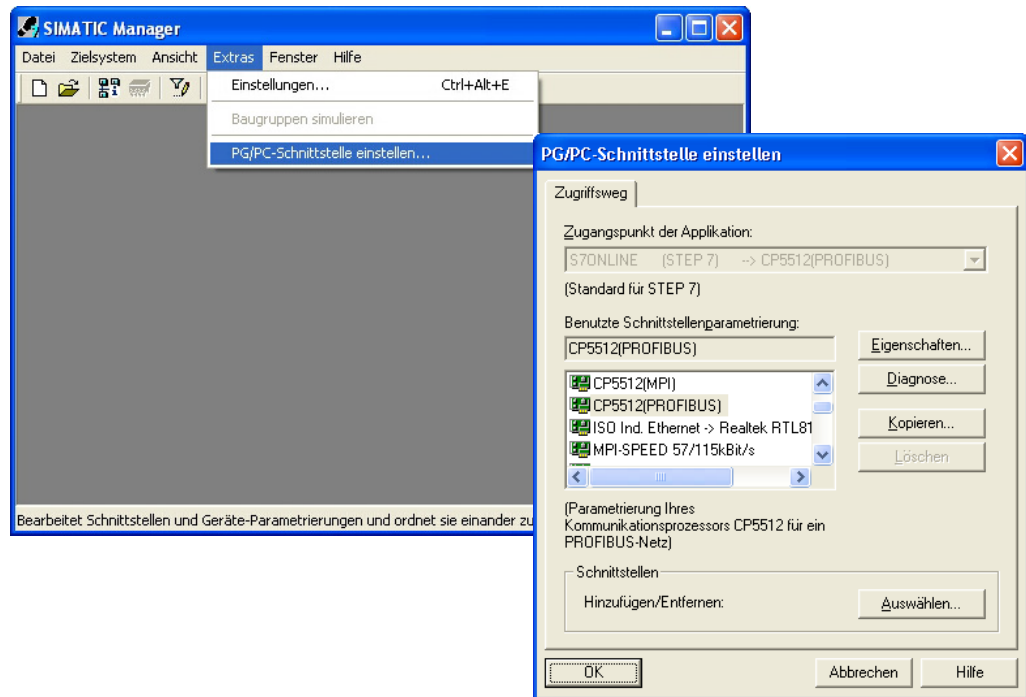 SIMATIC Manager
Datei Zielsystem Ansicht Extras Fenster Hilfe
Einstellungen... Ctrl+Alt+E
Baugruppen simulieren
PG/PC-Schnittstelle einstellen...
Bearbeitet Schnittstellen und Geräte-Parametrierungen und ordnet sie einander zu
PG/PC-Schnittstelle einstellen
Zugriffsweg
Zugangspunkt der Applikation:
S7ONLINE (STEP 7) --> CP5512(PROFIBUS)
(Standard für STEP 7)
Benutzte Schnittstellenparametrierung:
CP5512(PROFIBUS)
Eigenschaften...
CP5512(MPI)
Diagnose...
CP5512(PROFIBUS)
ISO Ind. Ethernet -> Realtek RTL81
Kopieren...
MPI-SPEED 57/115kBit/s
Löschen
(Parametrierung Ihres
Kommunikationsprozessors CP5512 für ein
PROFIBUS-Netz)
Schnittstellen
Hinzufügen/Entfernen:
Auswählen...
OK
Abbrechen
Hilfe